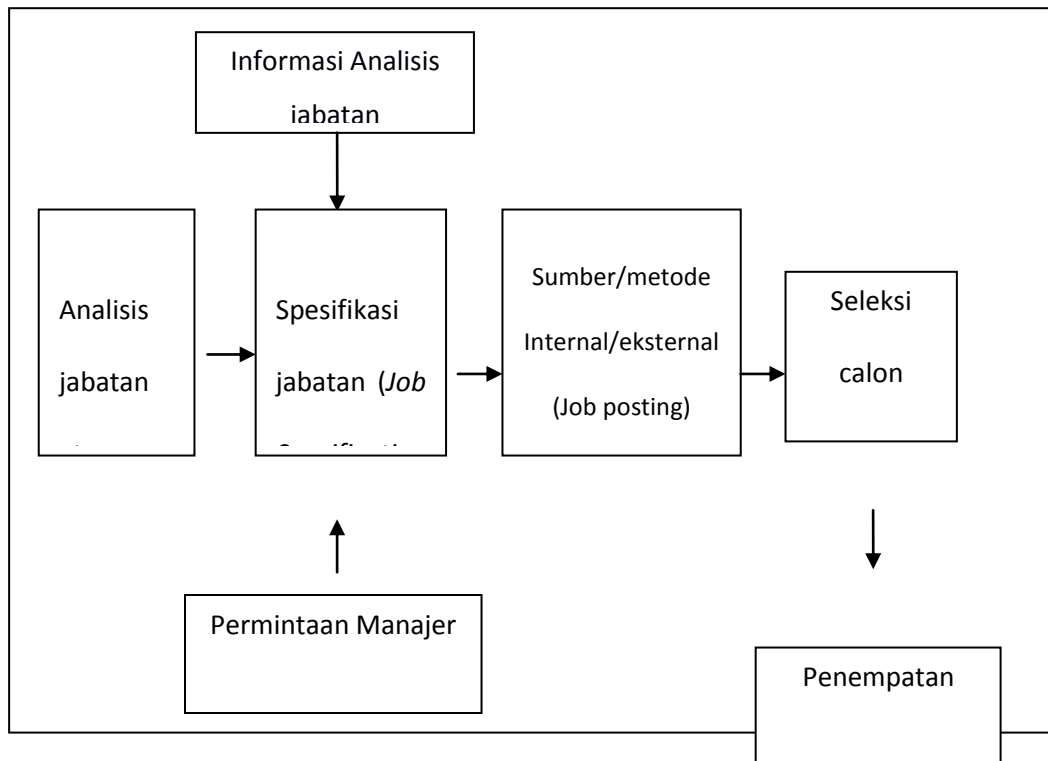 Informasi Analisis
jabatan
Analisis
jabatan
Spesifikasi
jabatan (Job
Sumber/metode
Internal/eksternal
(Job posting)
Seleksi
calon
Permintaan Manajer
Penempatan